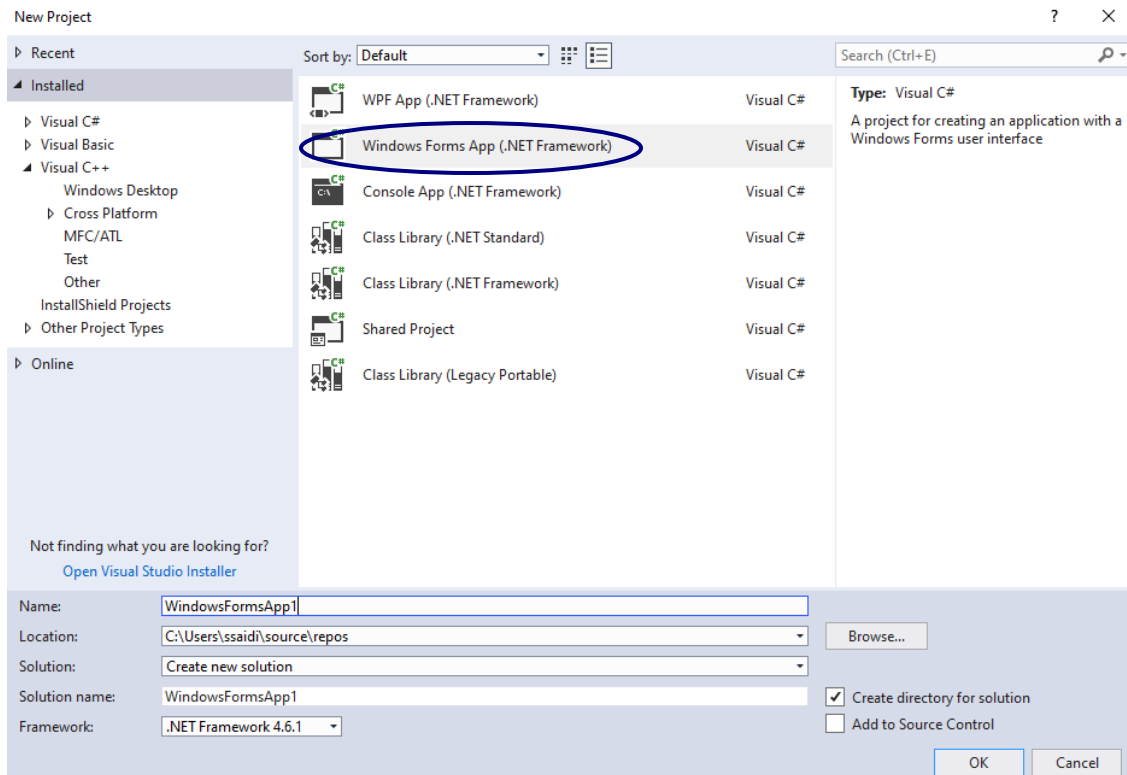 New Project
?
Recent
Sort by: Default
Search (Ctrl+E)
Installed
Visual C#
Visual Basic
Visual C++
Windows Desktop
Cross Platform
MFC/ATL
Test
Other
InstallShield Projects
Other Project Types
Online
Not finding what you are looking for?
Open Visual Studio Installer
C# WPF App (.NET Framework) Visual C#
C# Windows Forms App (.NET Framework) Visual C#
C# C:\ Console App (.NET Framework) Visual C#
C# Class Library (.NET Standard) Visual C#
C# Class Library (.NET Framework) Visual C#
C# Shared Project Visual C#
C# Class Library (Legacy Portable) Visual C#
Type: Visual C#
A project for creating an application with a
Windows Forms user interface
Name: WindowsFormsApp1
Location: C:\Users\ssaidi\source\repos
Browse...
Solution: Create new solution
Solution name: WindowsFormsApp1
Create directory for solution
Framework: .NET Framework 4.6.1
Add to Source Control
OK Cancel